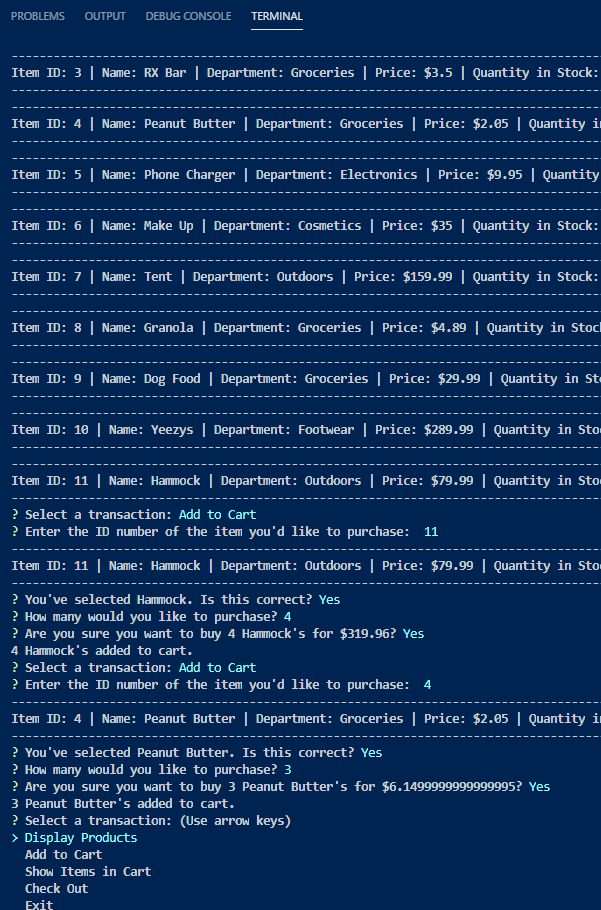 PROBLEMS OUTPUT DEBUG CONSOLE TERMINAL
--------------------------------------------------------------------------------
Item ID: 3 | Name: RX Bar | Department: Groceries | Price: $3.5 | Quantity in Stock:
--------------------------------------------------------------------------------
--------------------------------------------------------------------------------
Item ID: 4 | Name: Peanut Butter | Department: Groceries | Price: $2.05 | Quantity in
--------------------------------------------------------------------------------
--------------------------------------------------------------------------------
Item ID: 5 | Name: Phone Charger | Department: Electronics | Price: $9.95 | Quantity
--------------------------------------------------------------------------------
--------------------------------------------------------------------------------
Item ID: 6 | Name: Make Up | Department: Cosmetics | Price: $35 | Quantity in Stock:
--------------------------------------------------------------------------------
--------------------------------------------------------------------------------
Item ID: 7 | Name: Tent | Department: Outdoors | Price: $159.99 | Quantity in Stock:
--------------------------------------------------------------------------------
--------------------------------------------------------------------------------
Item ID: 8 | Name: Granola | Department: Groceries | Price: $4.89 | Quantity in Stock
--------------------------------------------------------------------------------
--------------------------------------------------------------------------------
Item ID: 9 | Name: Dog Food | Department: Groceries | Price: $29.99 | Quantity in Sto
--------------------------------------------------------------------------------
--------------------------------------------------------------------------------
Item ID: 10 | Name: Yeezys | Department: Footwear | Price: $289.99 | Quantity in Sto
--------------------------------------------------------------------------------
--------------------------------------------------------------------------------
Item ID: 11 | Name: Hammock | Department: Outdoors | Price: $79.99 | Quantity in Sto
--------------------------------------------------------------------------------
? Select a transaction: Add to Cart
? Enter the ID number of the item you'd like to purchase:  11
--------------------------------------------------------------------------------
Item ID: 11 | Name: Hammock | Department: Outdoors | Price: $79.99 | Quantity in Sto
--------------------------------------------------------------------------------
? You've selected Hammock. Is this correct? Yes
? How many would you like to purchase? 4
? Are you sure you want to buy 4 Hammock's for $319.96? Yes
4 Hammock's added to cart.
? Select a transaction: Add to Cart
? Enter the ID number of the item you'd like to purchase:  4
--------------------------------------------------------------------------------
Item ID: 4 | Name: Peanut Butter | Department: Groceries | Price: $2.05 | Quantity in
--------------------------------------------------------------------------------
? You've selected Peanut Butter. Is this correct? Yes
? How many would you like to purchase? 3
? Are you sure you want to buy 3 Peanut Butter's for $6.1499999999999995? Yes
3 Peanut Butter's added to cart.
? Select a transaction: (Use arrow keys)
> Display Products
Add to Cart
Show Items in Cart
Check Out
Exit